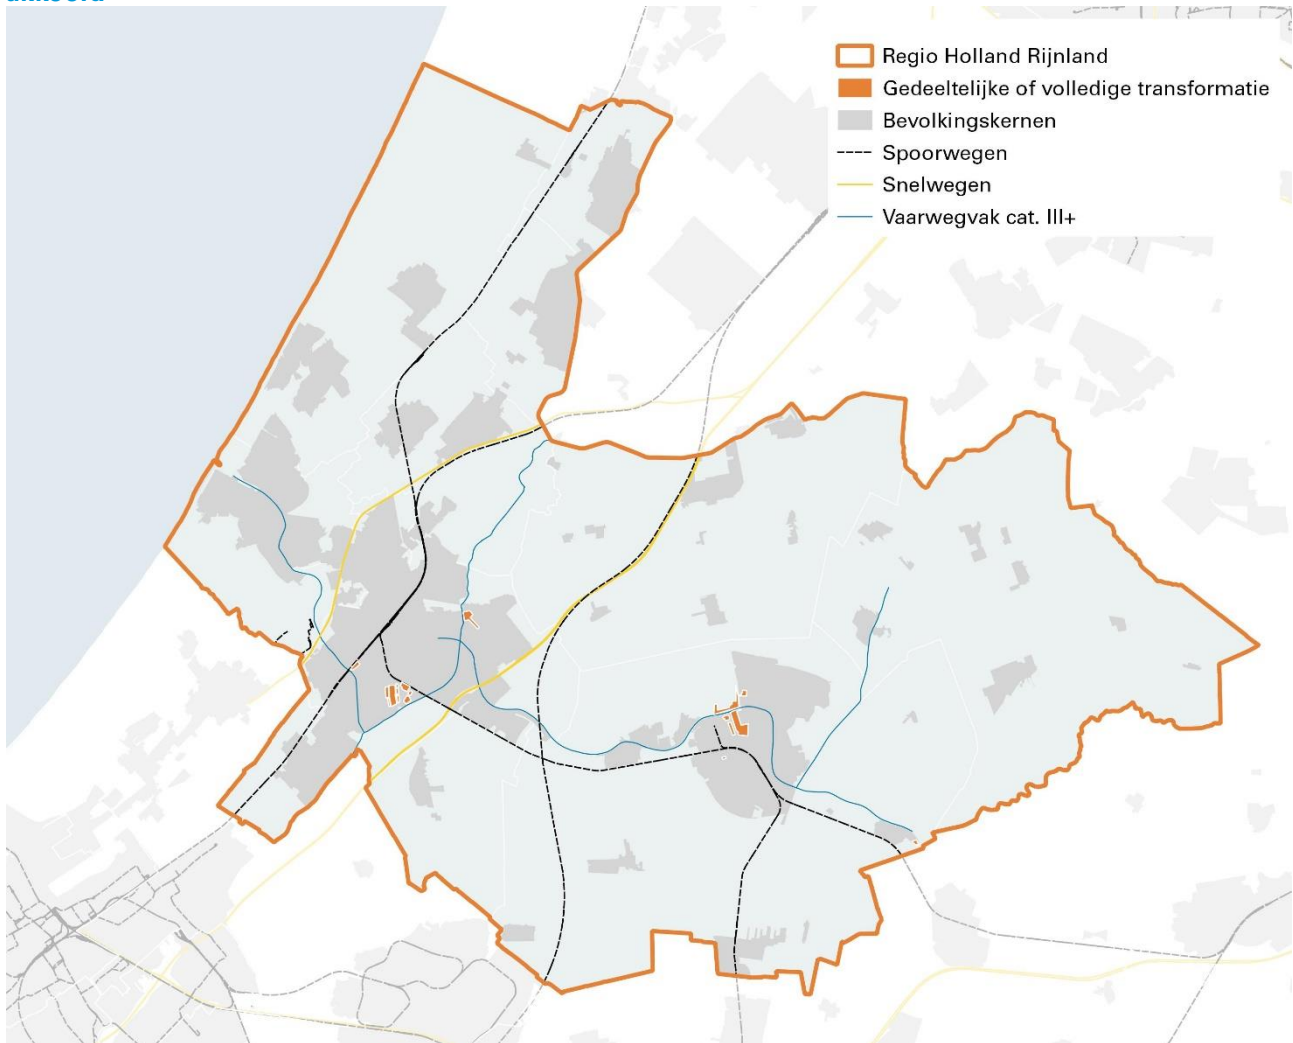 Regio Holland Rijnland
Gedeeltelijke of volledige transformatie
Bevolkingskernen
Spoorwegen
Snelwegen
Vaarwegvak cat. III+